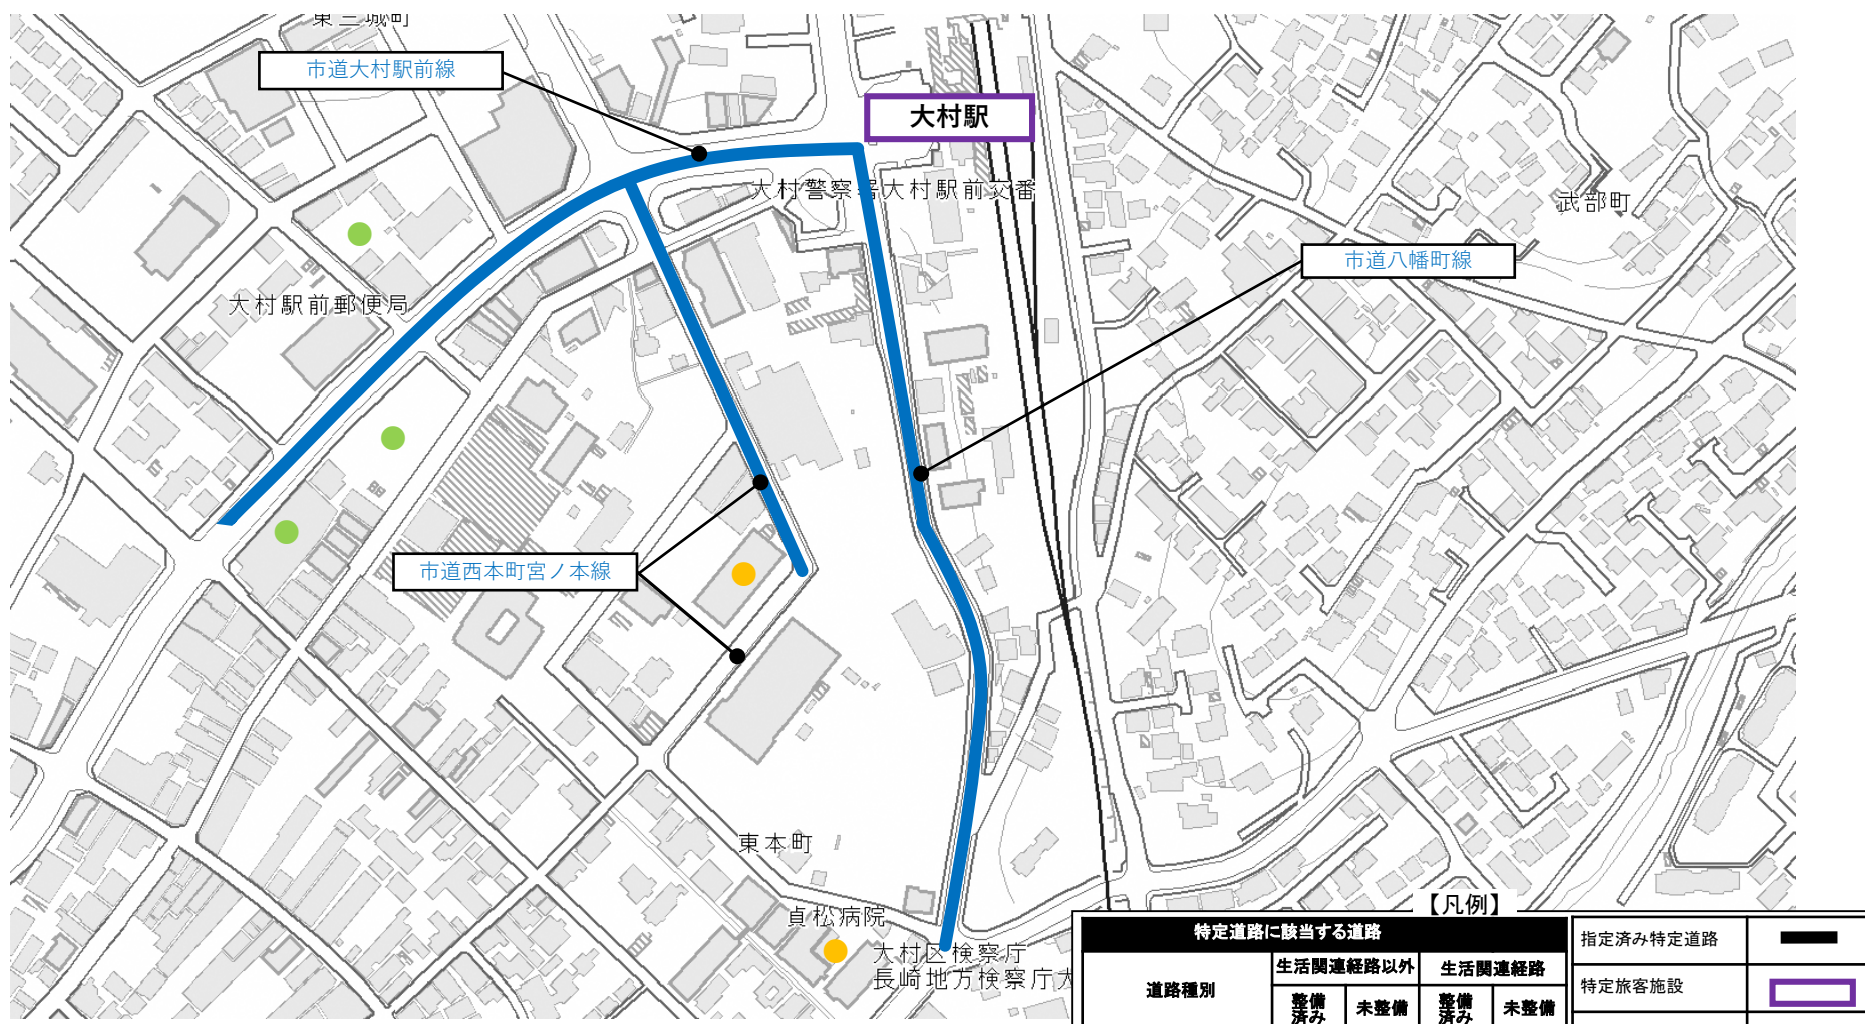 東三城町
市道大村駅前線
大村駅
大村警察署大村駅前交番
武部町
市道八幡町線
大村駅前郵便局
市道西本町宮ノ本線
東本町
貞松病院
大村区検察庁
長崎地方検察庁大
【凡例】
特定道路に該当する道路
道路種別
生活関連経路以外
生活関連経路
整備
済み
未整備
整備
済み
未整備
指定済み特定道路
特定旅客施設